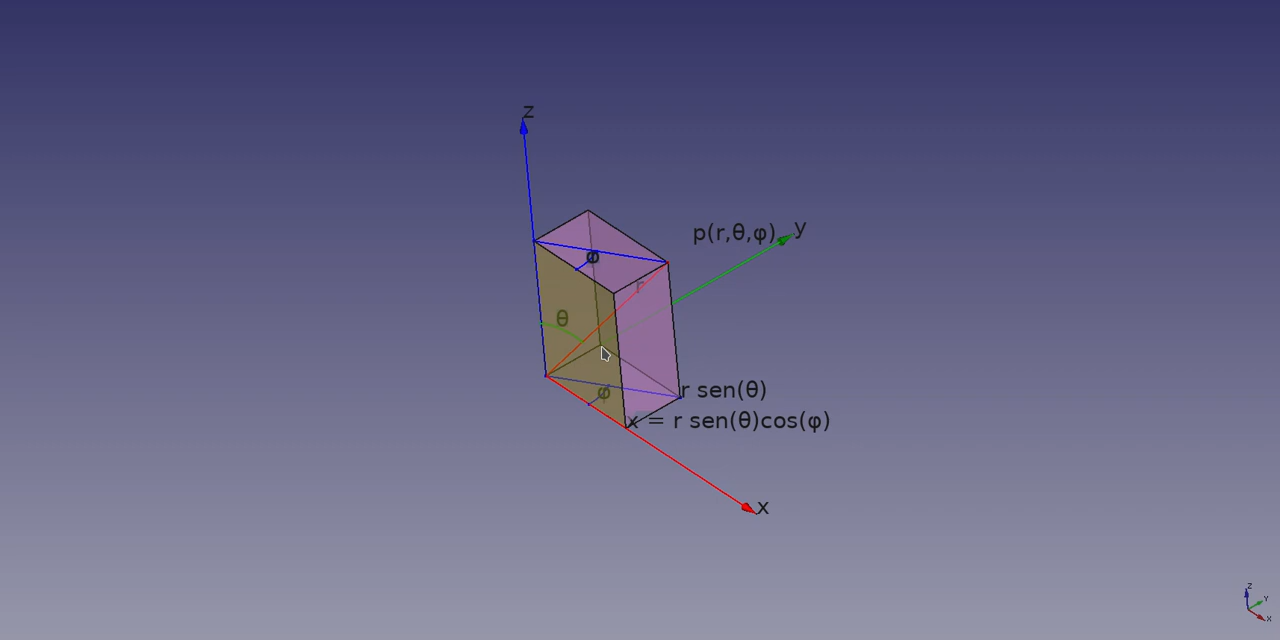 z
p(r,θ,φ) y
φ
r
θ
φ
r sen(θ)
x = r sen(θ)cos(φ)
x
z
Y
x